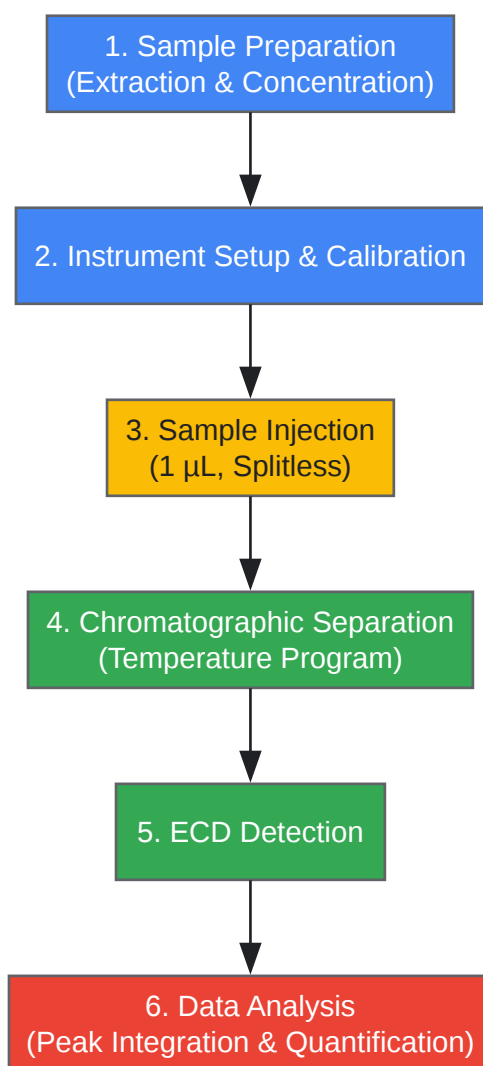 1. Sample Preparation
(Extraction & Concentration)
2. Instrument Setup & Calibration
3. Sample Injection
(1 µL, Splitless)
4. Chromatographic Separation
(Temperature Program)
5. ECD Detection
6. Data Analysis
(Peak Integration & Quantification)